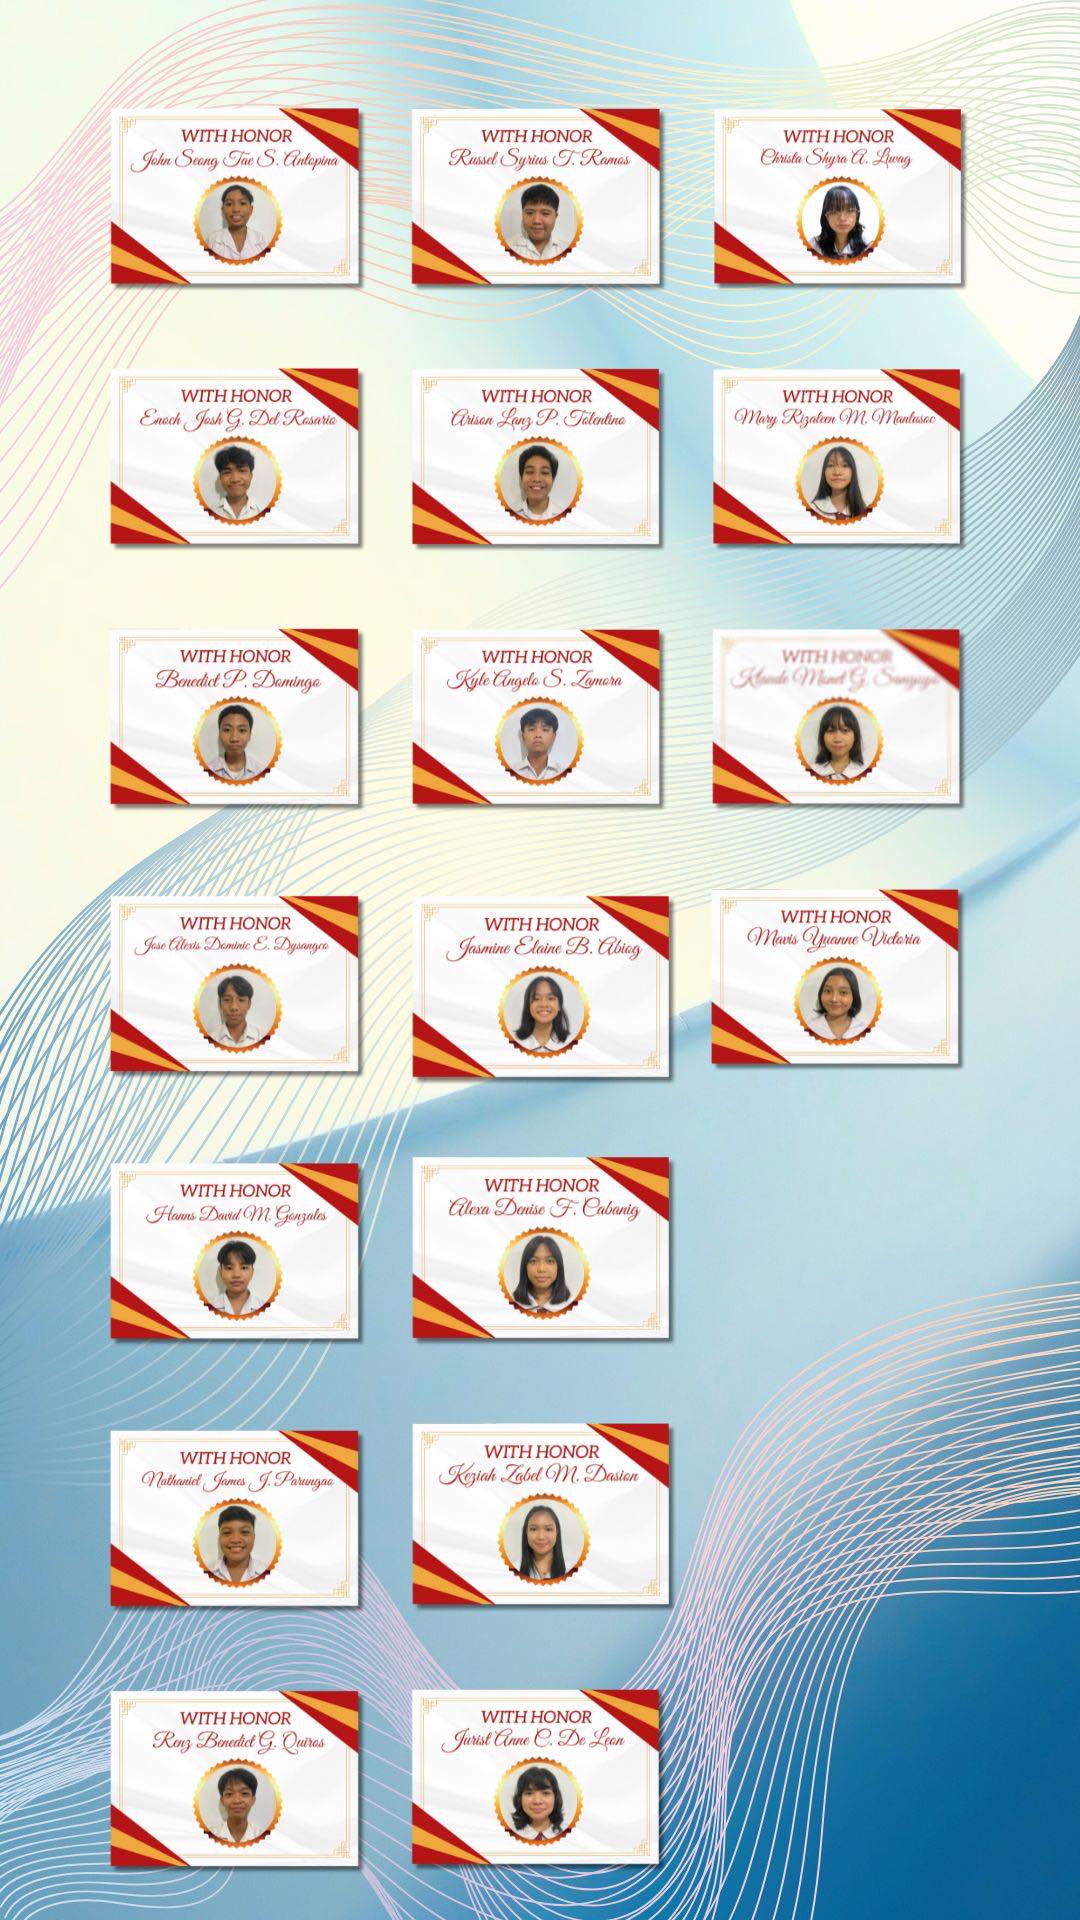 WITH HONOR
John Seong Tae S. Antopina
WITH HONOR
Russel Syrius T. Ramos
WITH HONOR
Christa Shyra A. Liwag
WITH HONOR
Enoch Josh G. Del Rosario
WITH HONOR
Arison Lanz P. Tolentino
WITH HONOR
Mary Rizaleen M. Manlusoc
WITH HONOR
Benedict P. Domingo
WITH HONOR
Kyle Angelo S. Zamora
WITH HONOR
Monet G.
WITH HONOR
Jose Alexis Dominic E. Dysangco
WITH HONOR
Jasmine Elaine B. Abiog
WITH HONOR
Mavis Yuanne Victoria
WITH HONOR
Hanns David M. Gonzales
WITH HONOR
Alexa Denise F. Cabanig
WITH HONOR
Nathaniel James J. Parungao
WITH HONOR
Keziah Zabel M. Dasion
WITH HONOR
Renz Benedict G. Quiros
WITH HONOR
Jurist Anne C. De Leon